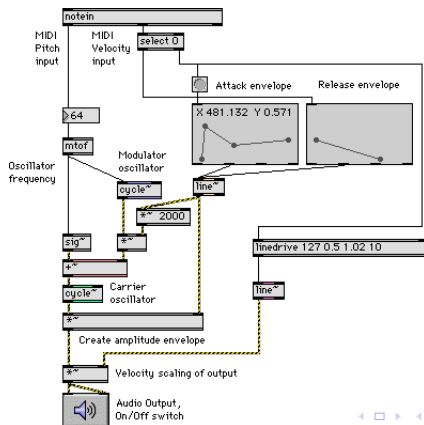 notein
MIDI
Pitch
input
MIDI
Velocity
input
select 0
Attack envelope
Release envelope
64
X 481.132 Y 0.571
mtof
Modulator
oscillator
Oscillator
frequency
cycle~
line~
*~ 2000
sig~
*~
linedrive 127 0.5 1.02 10
+~
cycle~
Carrier
oscillator
line~
*~
Create amplitude envelope
*~
Velocity scaling of output
Audio Output,
On/Off switch